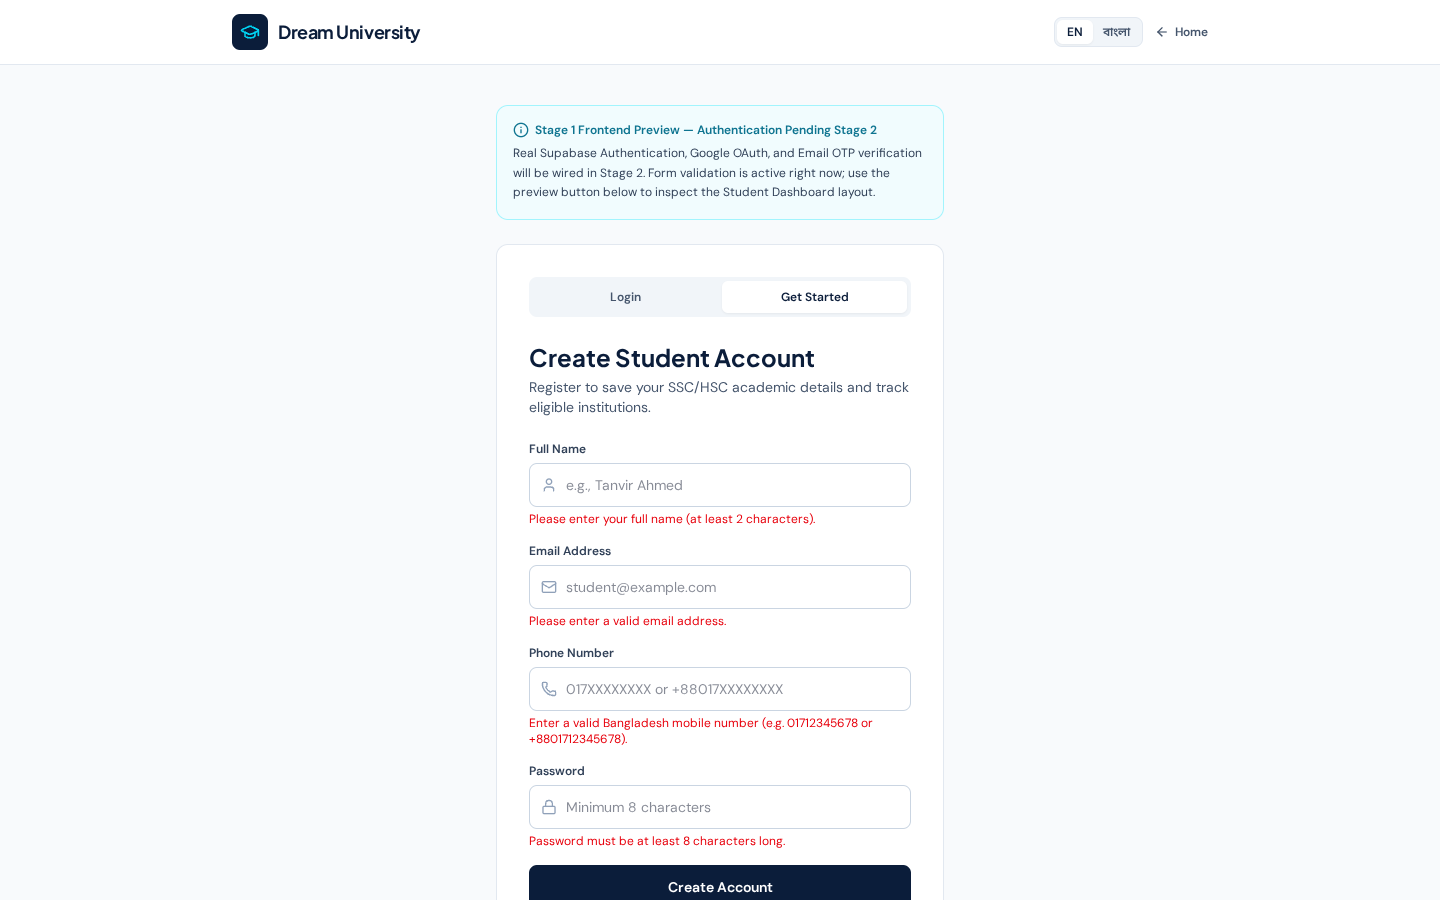 Dream University
EN
বাংলা
Home
Stage 1 Frontend Preview — Authentication Pending Stage 2
Real Supabase Authentication, Google OAuth, and Email OTP verification
will be wired in Stage 2. Form validation is active right now; use the
preview button below to inspect the Student Dashboard layout.
Login
Get Started
Create Student Account
Register to save your SSC/HSC academic details and track
eligible institutions.
Full Name
e.g., Tanvir Ahmed
Please enter your full name (at least 2 characters).
Email Address
student@example.com
Please enter a valid email address.
Phone Number
017XXXXXXXX or +88017XXXXXXXX
Enter a valid Bangladesh mobile number (e.g. 01712345678 or
+8801712345678).
Password
Minimum 8 characters
Password must be at least 8 characters long.
Create Account